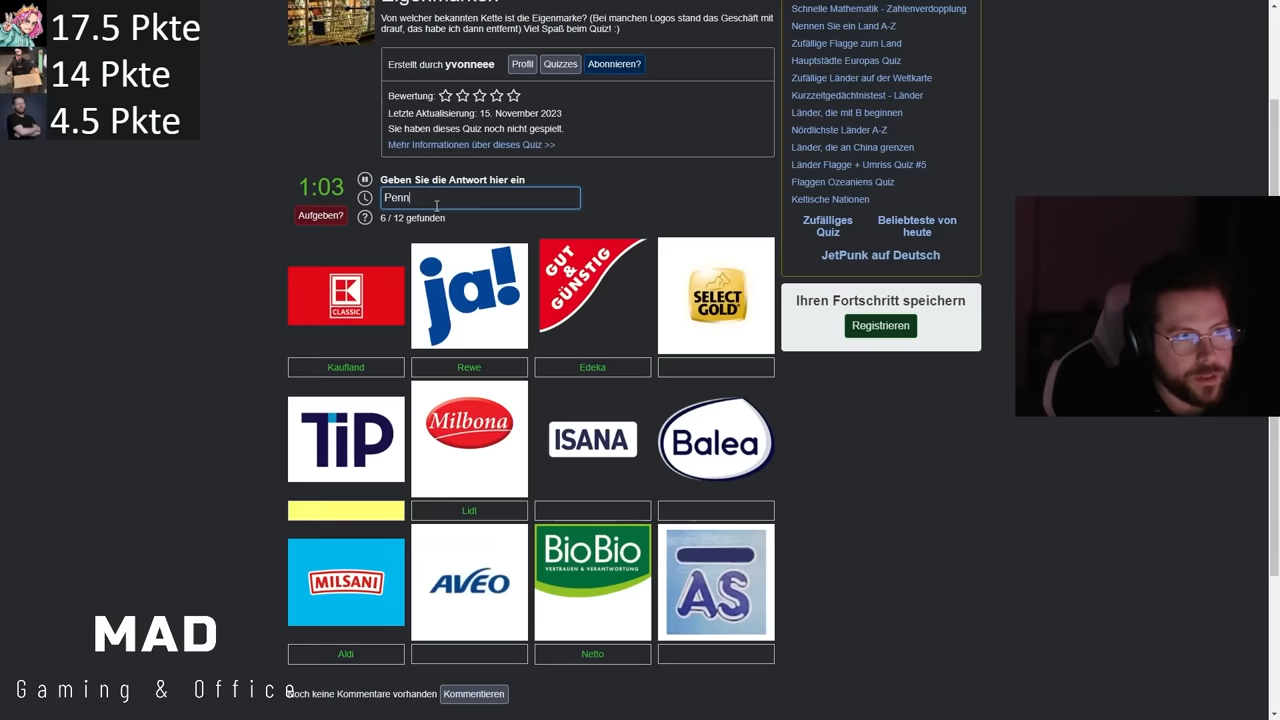 17.5 Pkte
14 Pkte
4.5 Pkte
Von welcher bekannten Kette ist die Eigenmarke? (Bei manchen Logos stand das Geschäft mit
drauf, das habe ich dann entfernt) Viel Spaß beim Quiz! :)
Erstellt durch yvonneee Profil Quizzes Abonnieren?
Bewertung:
Letzte Aktualisierung: 15. November 2023
Sie haben dieses Quiz noch nicht gespielt.
Mehr Informationen über dieses Quiz >>
1:03
Aufgeben?
Geben Sie die Antwort hier ein
Penn
6 / 12 gefunden
K
CLASSIC
ja!
GUT
&
GÜNSTIG
SELECT
GOLD
Kaufland Rewe Edeka
TiP
Milbona
ISANA
Balea
Lidl
MILSANI
AVEO
BioBio
VERTRAUEN & VERANTWORTUNG
AS
Aldi Netto
och keine Kommentare vorhanden Kommentieren
MAD
Gaming & Office
Schnelle Mathematik - Zahlenverdopplung
Nennen Sie ein Land A-Z
Zufällige Flagge zum Land
Hauptstädte Europas Quiz
Zufällige Länder auf der Weltkarte
Kurzzeitgedächtnistest - Länder
Länder, die mit B beginnen
Nördlichste Länder A-Z
Länder, die an China grenzen
Länder Flagge + Umriss Quiz #5
Flaggen Ozeaniens Quiz
Keltische Nationen
Zufälliges
Quiz
Beliebteste von
heute
JetPunk auf Deutsch
Ihren Fortschritt speichern
Registrieren